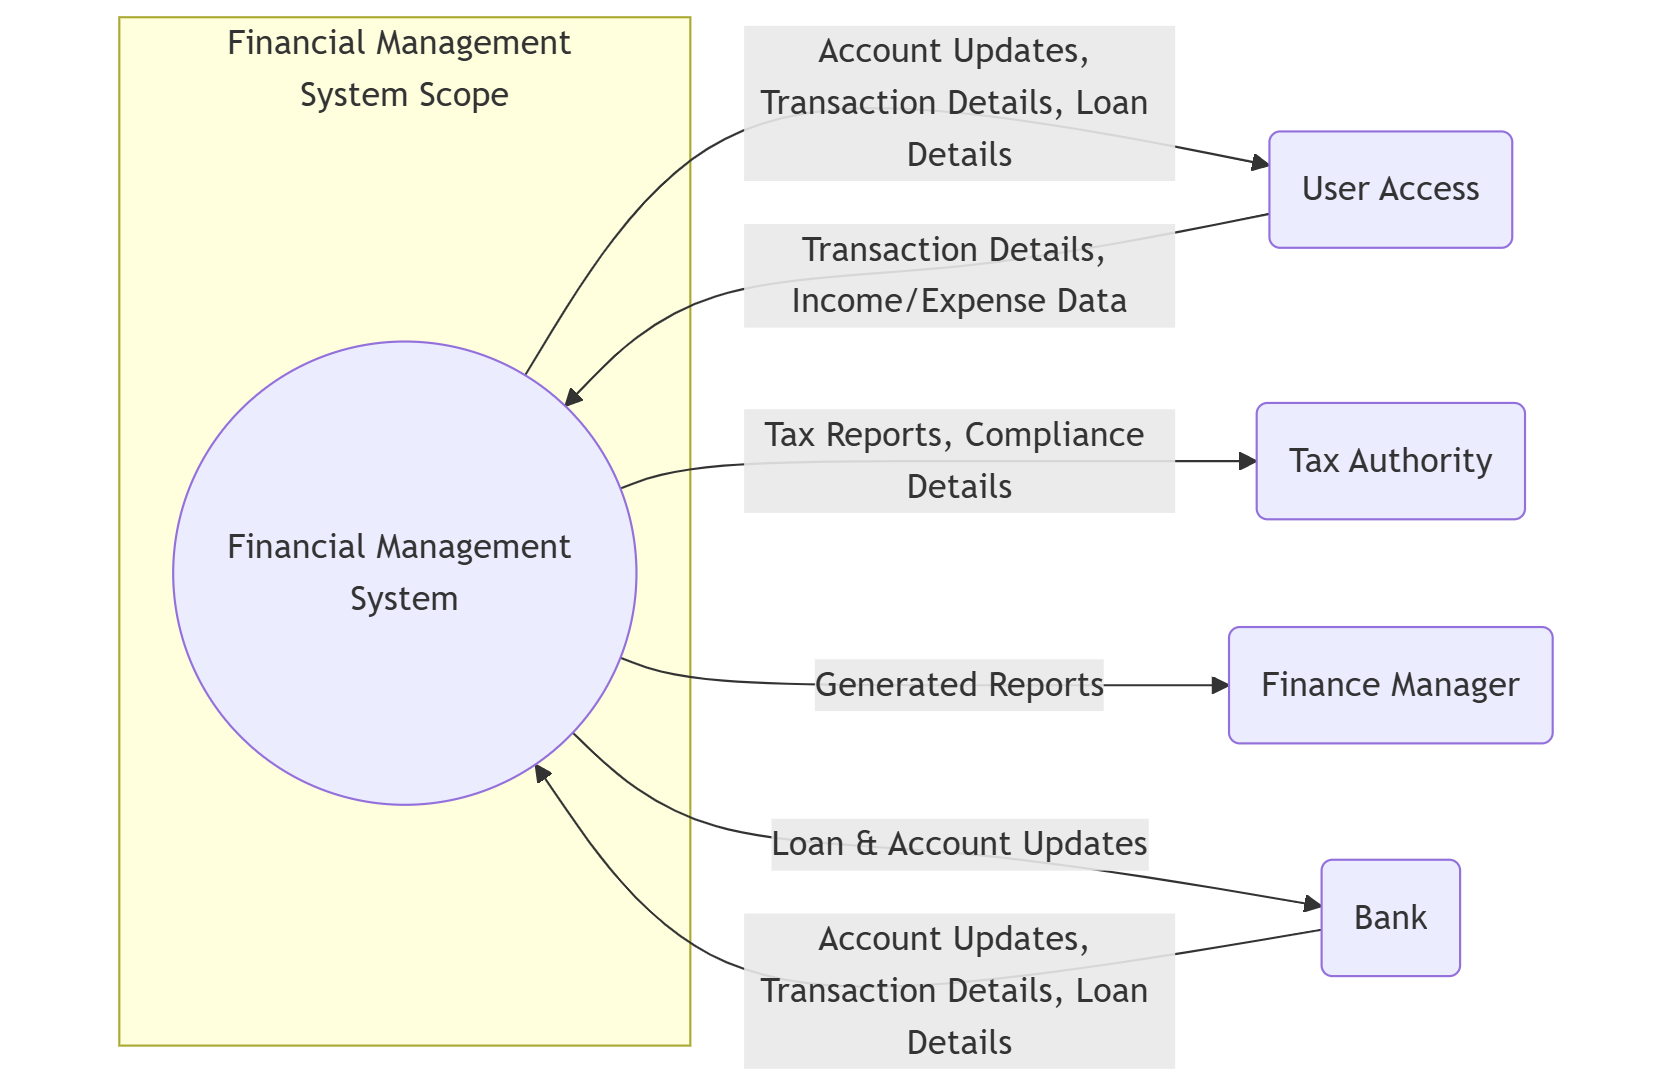 Financial Management
System Scope
Account Updates,
Transaction Details, Loan
Details
User Access
Transaction Details,
Income/Expense Data
Tax Reports, Compliance
Details
Tax Authority
Financial Management
System
Generated Reports
Finance Manager
Loan & Account Updates
Bank
Account Updates,
Transaction Details, Loan
Details